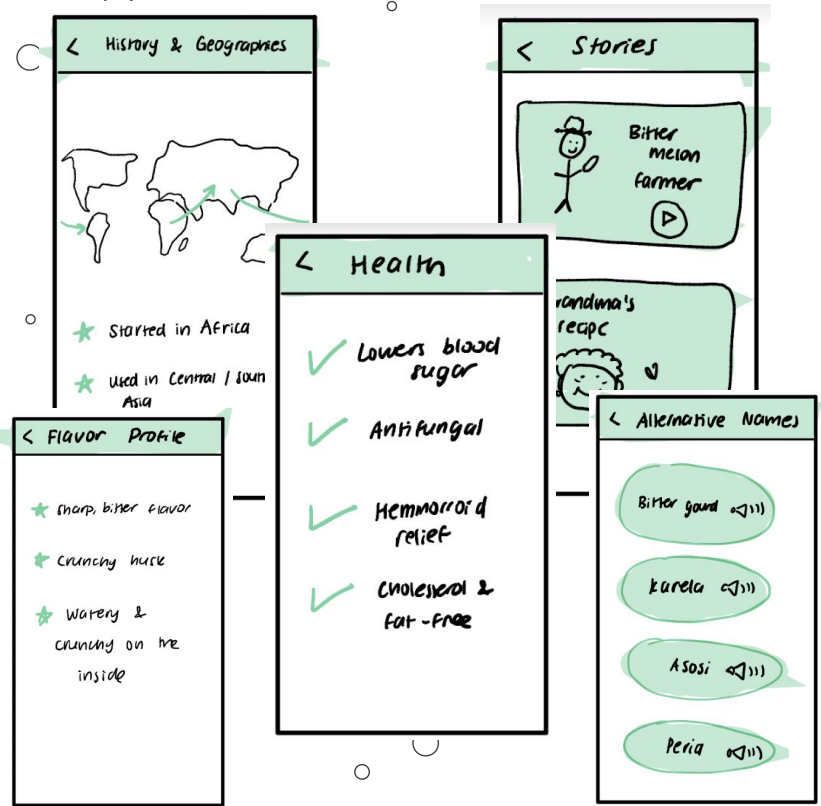 < History & Geographies
Started in Africa
used in Central / soun
Asia
< Stories
Bitter
melon
farmer
randma's
recipe
< Health
Lowers blood
sugar
Antifungal
Hemmorroid
relief
Cholesterol &
fat-free
< Flavor Profile
sharp, bitter flavor
Crunchy husk
Watery &
crunchy on the
inside
< Alternative Names
Bitter gourd
Karela
Asosi
Peria